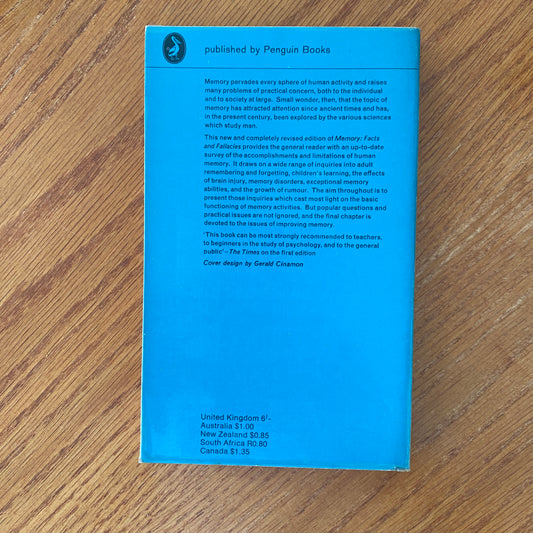 published by Penguin Books
Memory pervades every sphere of human activity and raises
many problems of practical concern, both to the individual
and to society at large. Small wonder, then, that the topic of
memory has attracted attention since ancient times and has,
in the present century, been explored by the various sciences
which study man.
This new and completely revised edition of Memory: Facts
and Fallacies provides the general reader with an up-to-date
survey of the accomplishments and limitations of human
memory. It draws on a wide range of inquiries into adult
remembering and forgetting, children's learning, the effects
of brain injury, memory disorders, exceptional memory
abilities, and the growth of rumour. The aim throughout is to
present those inquiries which cast most light on the basic
functioning of memory activities. But popular questions and
practical issues are not ignored, and the final chapter is
devoted to the issues of improving memory.
'This book can be most strongly recommended to teachers,
to beginners in the study of psychology, and to the general
public' – The Times on the first edition
Cover design by Gerald Cinamon
United Kingdom 6/-
Australia $1.00
New Zealand $0.85
South Africa R0.80
Canada $1.35